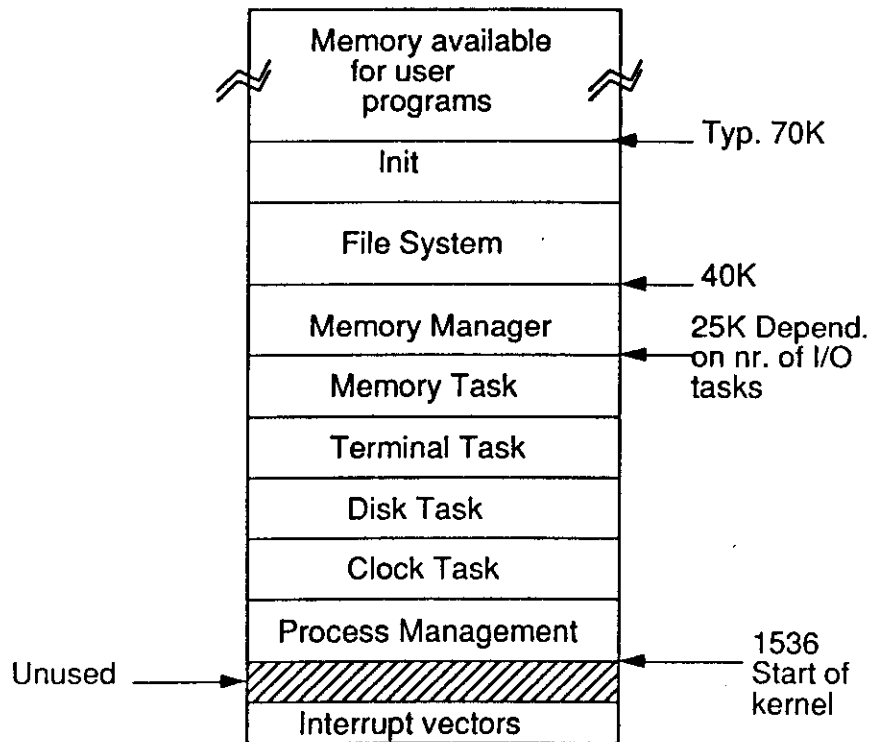 Memory available
for user
programs
Typ. 70K
Init
File System
40K
Memory Manager
25K Depend.
on nr. of I/O
tasks
Memory Task
Terminal Task
Disk Task
Clock Task
Process Management
1536
Start of
kernel
Unused
Interrupt vectors